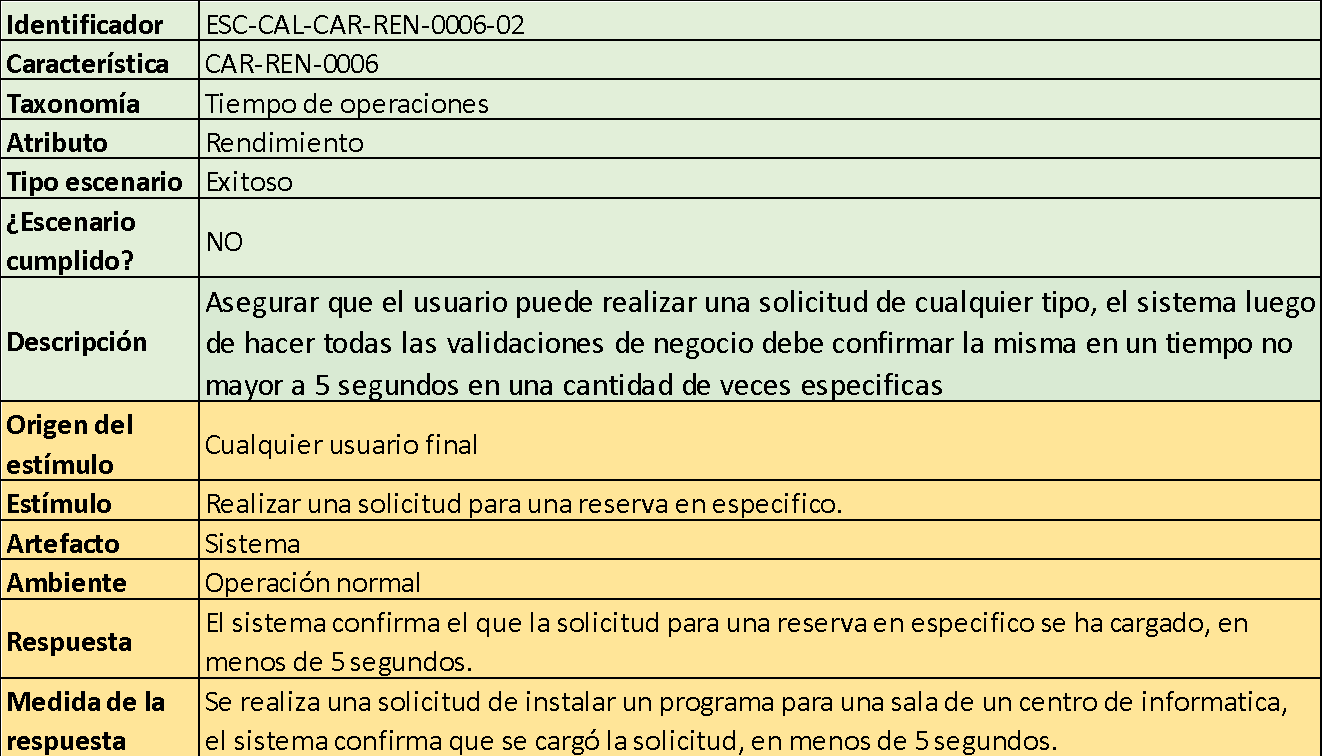 Identificador ESC-CAL-CAR-REN-0006-02
Característica CAR-REN-0006
Taxonomía Tiempo de operaciones
Atributo Rendimiento
Tipo escenario Exitoso
¿Escenario
cumplido?
NO
Descripción
Asegurar que el usuario puede realizar una solicitud de cualquier tipo, el sistema luego
de hacer todas las validaciones de negocio debe confirmar la misma en un tiempo no
mayor a 5 segundos en una cantidad de veces especificas
Origen del
estímulo
Cualquier usuario final
Estímulo Realizar una solicitud para una reserva en especifico.
Artefacto Sistema
Ambiente Operación normal
Respuesta
El sistema confirma el que la solicitud para una reserva en especifico se ha cargado, en
menos de 5 segundos.
Medida de la
respuesta
Se realiza una solicitud de instalar un programa para una sala de un centro de informatica,
el sistema confirma que se cargó la solicitud, en menos de 5 segundos.